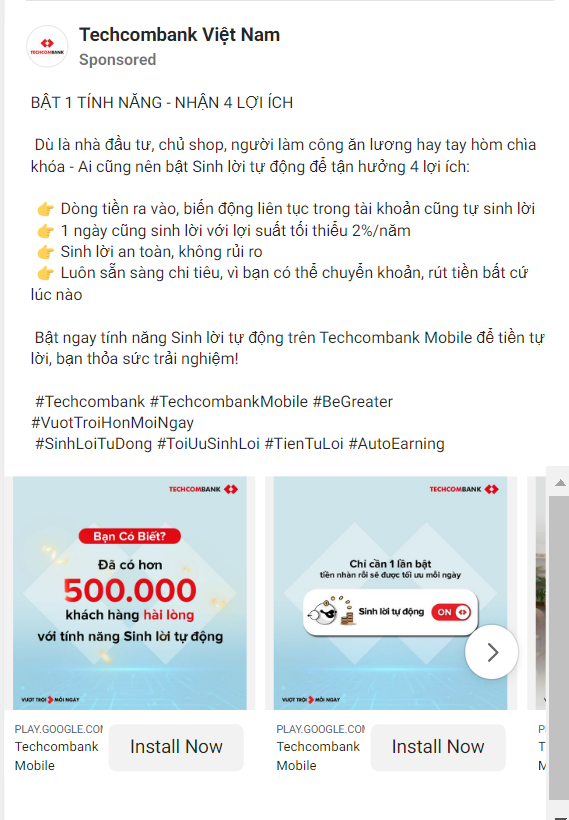 Techcombank Việt Nam
TECHCOMBANK
Sponsored
BẬT 1 TÍNH NĂNG - NHẬN 4 LỢI ÍCH
Dù là nhà đầu tư, chủ shop, người làm công ăn lương hay tay hòm chìa
khóa - Ai cũng nên bật Sinh lời tự động để tận hưởng 4 lợi ích:
👉 Dòng tiền ra vào, biến động liên tục trong tài khoản cũng tự sinh lời
👉 1 ngày cũng sinh lời với lợi suất tối thiểu 2%/năm
👉 Sinh lời an toàn, không rủi ro
👉 Luôn sẵn sàng chi tiêu, vì bạn có thể chuyển khoản, rút tiền bất cứ
lúc nào
Bật ngay tính năng Sinh lời tự động trên Techcombank Mobile để tiền tự
lời, bạn thỏa sức trải nghiệm!
#Techcombank #TechcombankMobile #BeGreater
#VuotTroiHonMoiNgay
#SinhLoiTuDong #ToiUuSinhLoi #TienTuLoi #AutoEarning
TECHCOMBANK
Bạn Có Biết?
Đã có hơn
500.000
khách hàng hài lòng
với tính năng Sinh lời tự động
VƯỢT TRỘI MỖI NGÀY
PLAY.GOOGLE.COM
Techcombank
Mobile
Install Now
TECHCOMBANK
Chỉ cần 1 lần bật
tiền nhàn rỗi sẽ được tối ưu mỗi ngày
Sinh lời tự động ON
VƯỢT TRỘI MỖI NGÀY
PLAY.GOOGLE.COM
Techcombank
Mobile
Install Now